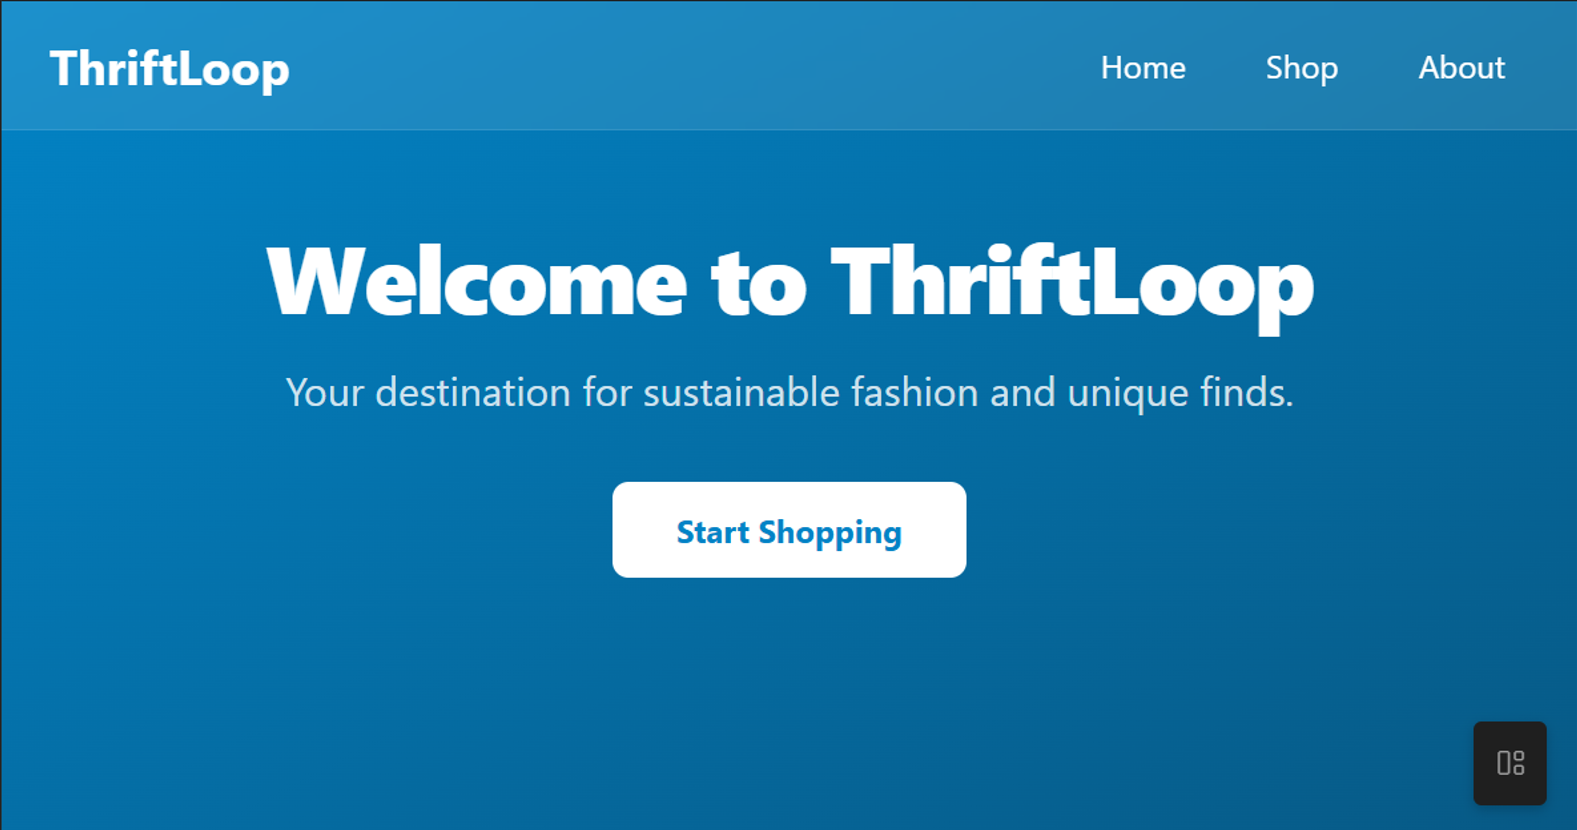 ThriftLoop
Home Shop About
Welcome to ThriftLoop
Your destination for sustainable fashion and unique finds.
Start Shopping